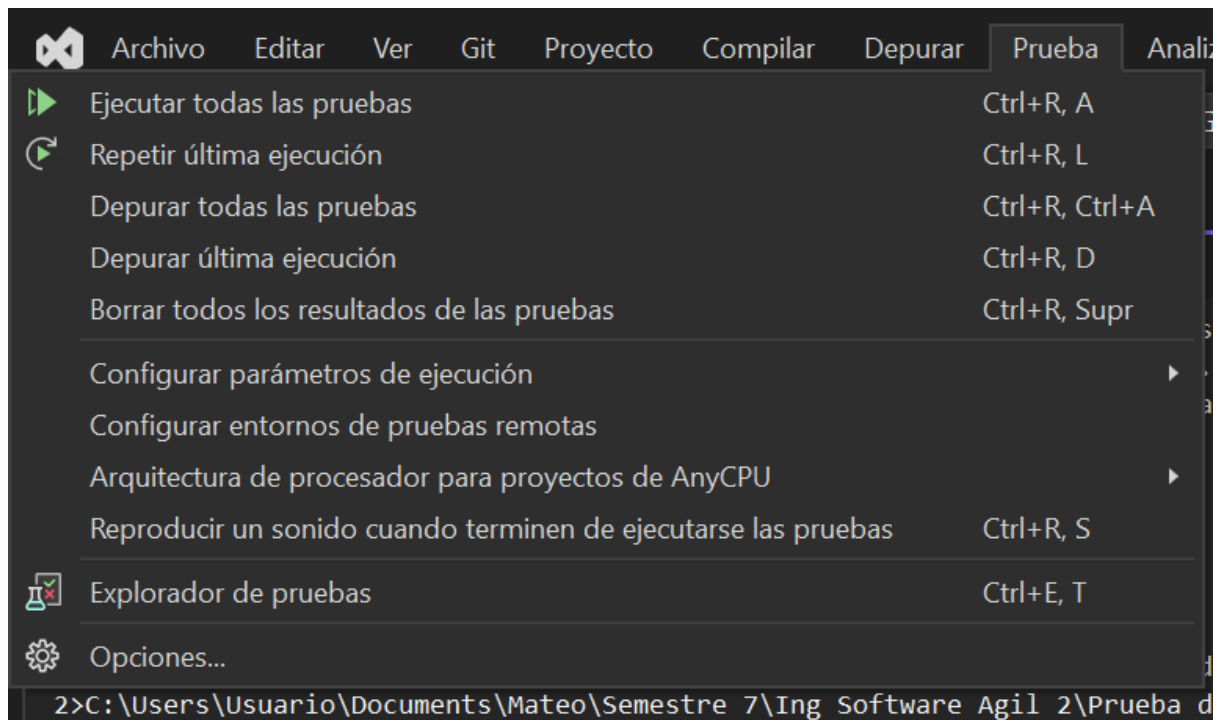 Archivo Editar Ver Git Proyecto Compilar Depurar Prueba
Ejecutar todas las pruebas Ctrl+R, A
Repetir última ejecución Ctrl+R, L
Depurar todas las pruebas Ctrl+R, Ctrl+A
Depurar última ejecución Ctrl+R, D
Borrar todos los resultados de las pruebas Ctrl+R, Supr
Configurar parámetros de ejecución
Configurar entornos de pruebas remotas
Arquitectura de procesador para proyectos de AnyCPU
Reproducir un sonido cuando terminen de ejecutarse las pruebas Ctrl+R, S
Explorador de pruebas Ctrl+E, T
Opciones...
2>C:\Users\Usuario\Documents\Mateo\Semestre 7\Ing Software Agil 2\Prueba d